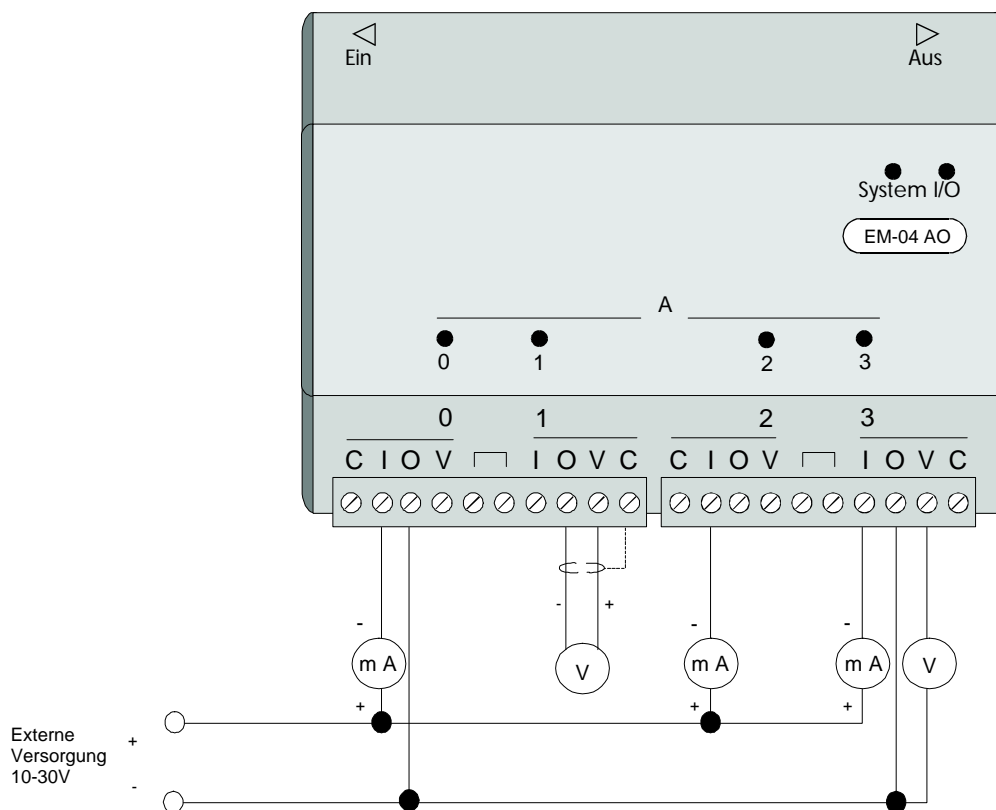 Ein Aus
System I/O
EM-04 AO
A
0 1 2 3
0 1 2 3
C I O V I O V C C I O V I O V C
- +
- - -
m A V m A m A V
+ + +
Externe
Versorgung
10-30V
+
-